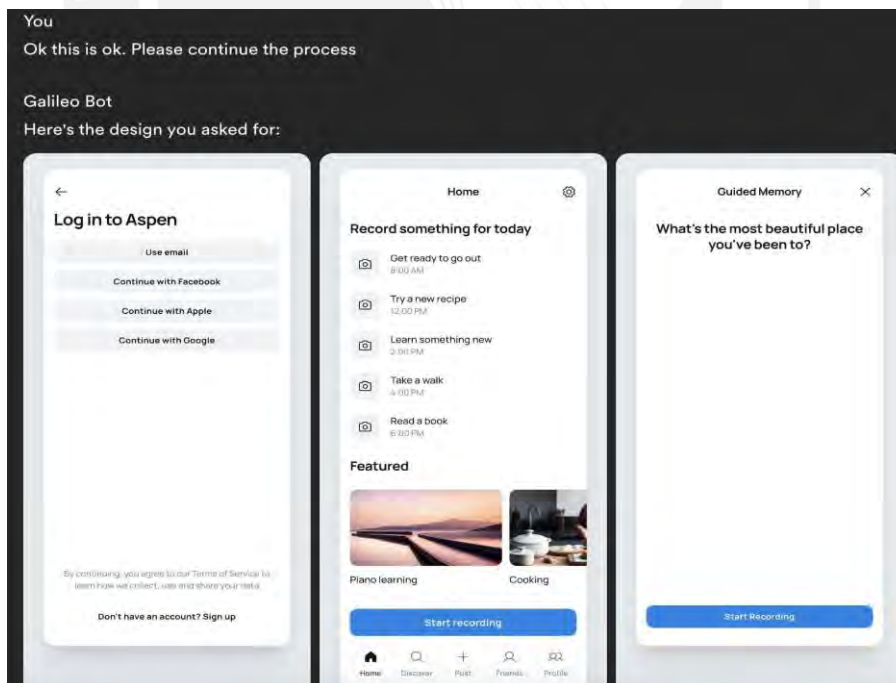 You
Ok this is ok. Please continue the process
Galileo Bot
Here's the design you asked for:
Log in to Aspen
Use email
Continue with Facebook
Continue with Apple
Continue with Google
By continuing, you agree to our Terms of Service to
learn how we collect, use and share your data
Don't have an account? Sign up
Home
Record something for today
Get ready to go out
8:00 AM
Try a new recipe
12:00 PM
Learn something new
2:00 PM
Take a walk
4:00 PM
Read a book
6:00 PM
Featured
Piano learning
Cooking
Start recording
Home
Discover
Post
Friends
Profile
Guided Memory
What's the most beautiful place
you've been to?
Start Recording